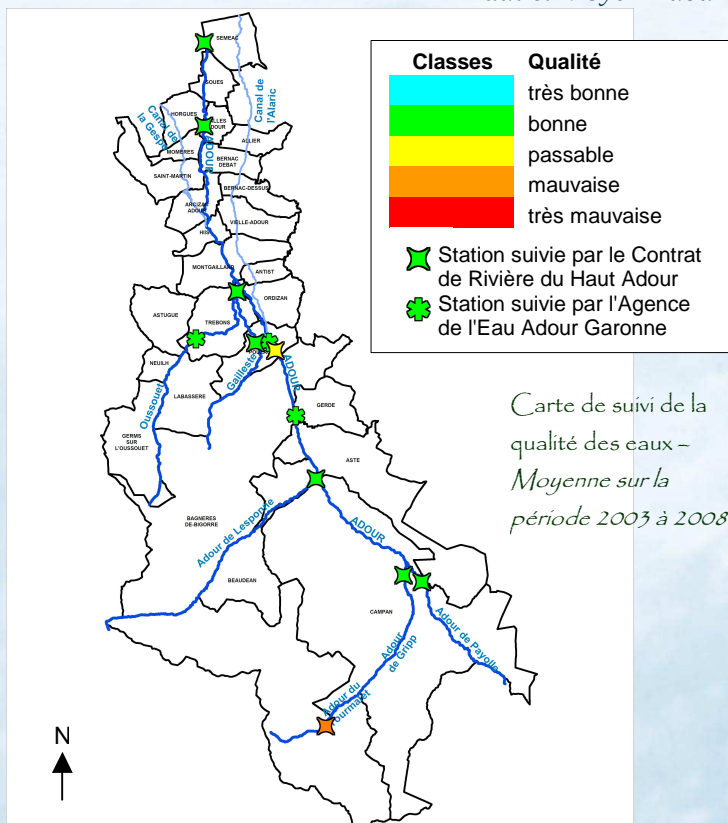 SEMEAC
SOUES
Canal de
l'Alaric
Canal de
la Gespe
HORGUES
ADOUR
ALLIER
MOMERES
BERNAC
DEBAT
SAINT-MARTIN
BERNAC-DESSUS
ARCIZAC
ADOUR
VIELLE-ADOUR
HIIS
MONTGAILLARD
ANTIST
ORDIZAN
ASTUGUE
TREBONS
NEUILH
Gailleste
ADOUR
Oussouet
LABASSERE
GERDE
GERMS
SUR
L'OUSSOUET
ASTE
BAGNERES
DE-BIGORRE
Adour de Lesponne
ADOUR
BEAUDEAN
CAMPAN
Adour
de Gripp
Adour de Payolle
Adour du
Tourmalet
N
Classes Qualité
très bonne
bonne
passable
mauvaise
très mauvaise
Station suivie par le Contrat
de Rivière du Haut Adour
Station suivie par l'Agence
de l'Eau Adour Garonne
Carte de suivi de la
qualité des eaux –
Moyenne sur la
période 2003 à 2008